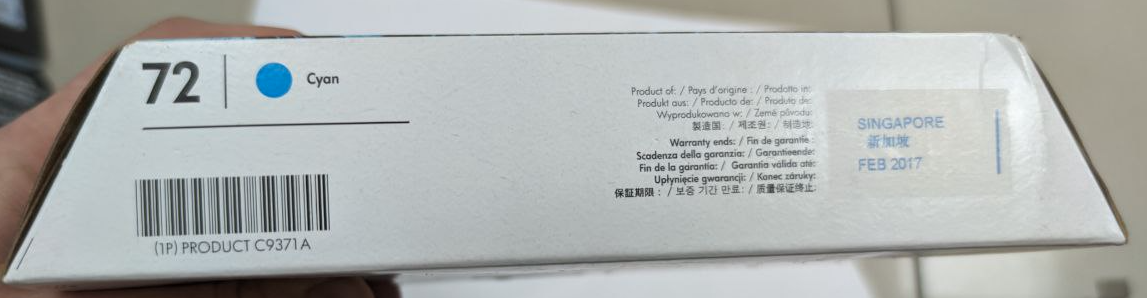 72
Cyan
(1P) PRODUCT C9371A
Product of: / Pays d'origine : / Prodotto in:
Produkt aus: / Producto de: / Produto de:
Wyprodukowano w: / Země původu:
製造国: / 제조원: / 制造地:
Warranty ends: / Fin de garantie :
Scadenza della garanzia: / Garantieende:
Fin de la garantía: / Garantia válida até:
Upłynięcie gwarancji: / Konec záruky:
保証期限: / 보증 기간 만료: / 质量保证终止:
SINGAPORE
新加坡
FEB 2017